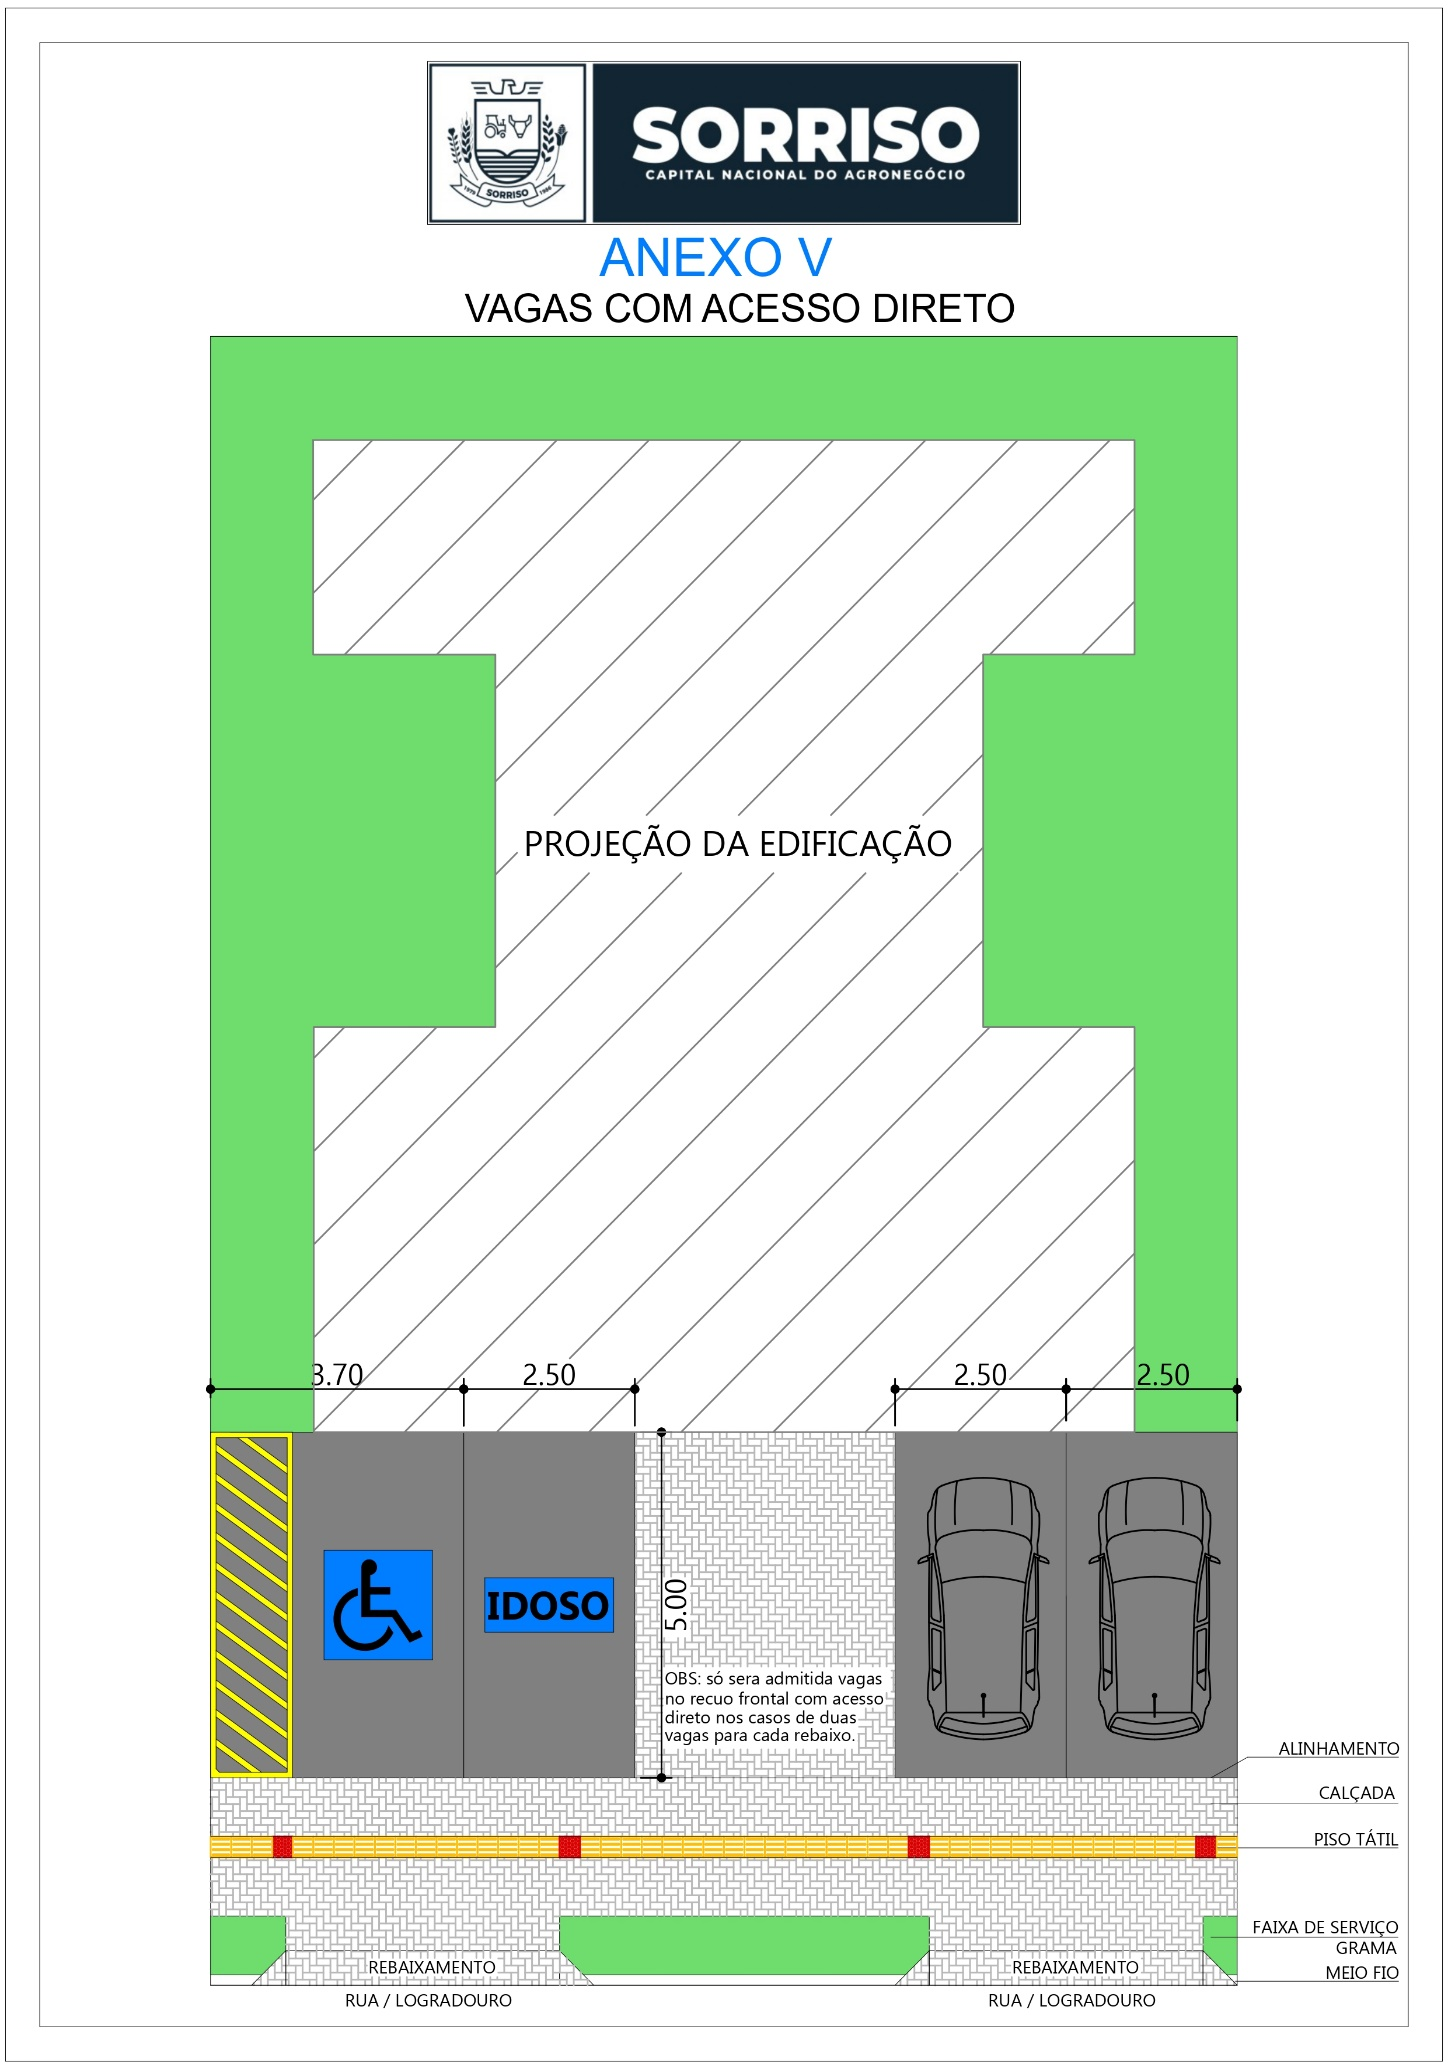 1979 SORRISO 1986
SORRISO
CAPITAL NACIONAL DO AGRONEGÓCIO
ANEXO V
VAGAS COM ACESSO DIRETO
PROJEÇÃO DA EDIFICAÇÃO
3.70 2.50 2.50 2.50
IDOSO
5.00
OBS: só sera admitida vagas
no recuo frontal com acesso
direto nos casos de duas
vagas para cada rebaixo.
ALINHAMENTO
CALÇADA
PISO TÁTIL
FAIXA DE SERVIÇO
GRAMA
REBAIXAMENTO REBAIXAMENTO MEIO FIO
RUA / LOGRADOURO RUA / LOGRADOURO